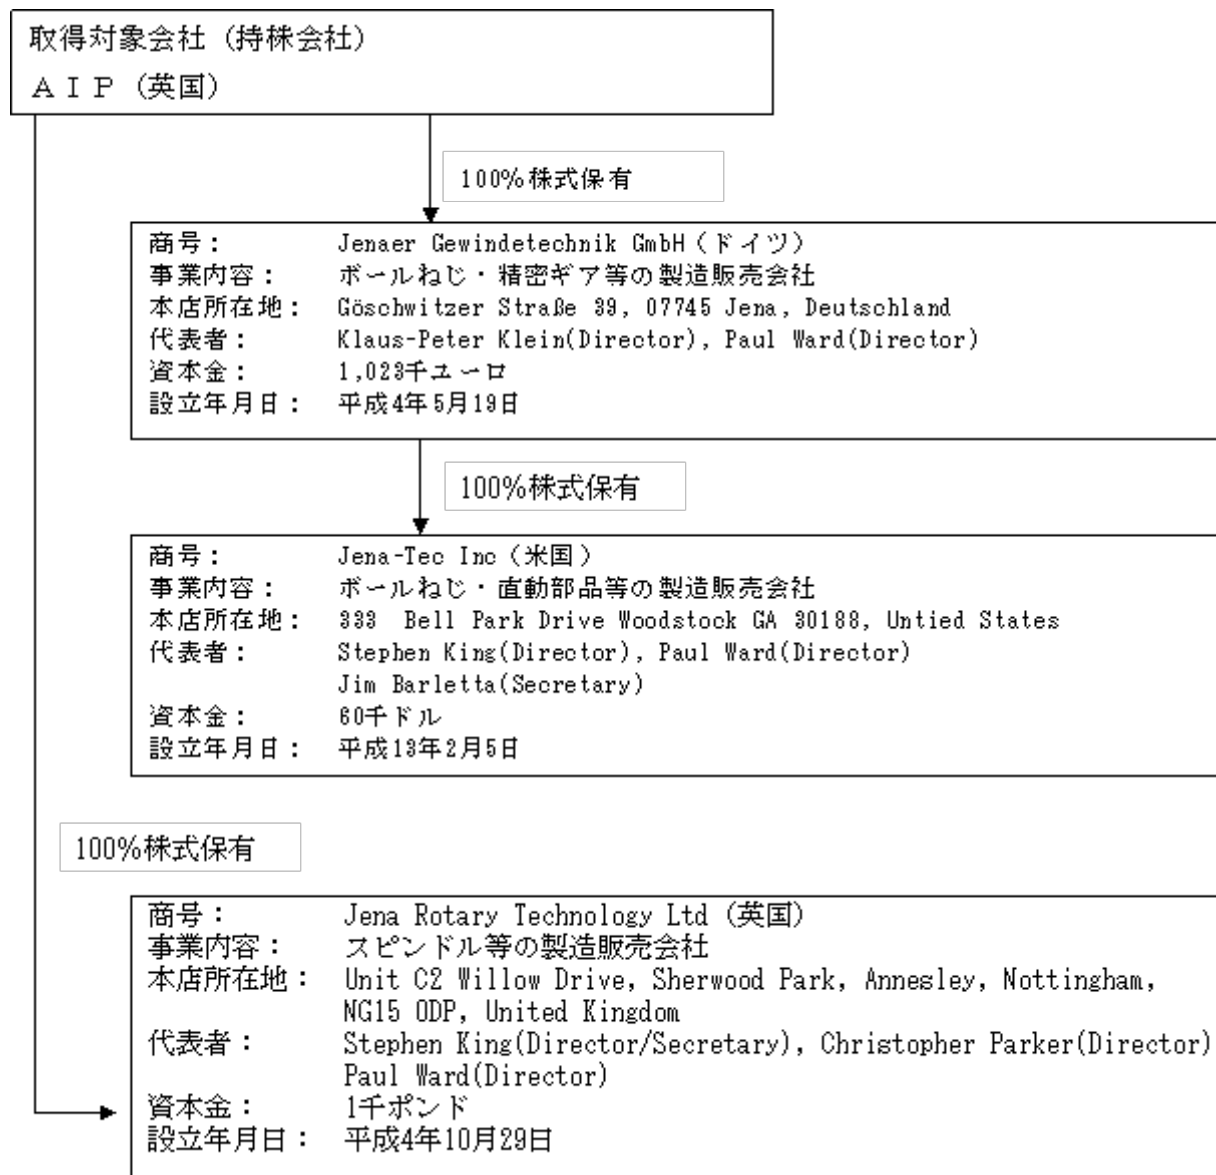 取得対象会社（持株会社）
ＡＩＰ（英国）
100％株式保有
商号： Jenaer Gewindetechnik GmbH（ドイツ）
事業内容： ボールねじ・精密ギア等の製造販売会社
本店所在地： Göschwitzer Straße 39, 07745 Jena, Deutschland
代表者： Klaus-Peter Klein(Director), Paul Ward(Director)
資本金： 1,023千ユーロ
設立年月日： 平成4年5月19日
100％株式保有
商号： Jena-Tec Inc（米国）
事業内容： ボールねじ・直動部品等の製造販売会社
本店所在地： 333 Bell Park Drive Woodstock GA 30188, Untied States
代表者： Stephen King(Director), Paul Ward(Director)
Jim Barletta(Secretary)
資本金： 60千ドル
設立年月日： 平成13年2月5日
100％株式保有
商号： Jena Rotary Technology Ltd（英国）
事業内容： スピンドル等の製造販売会社
本店所在地： Unit C2 Willow Drive, Sherwood Park, Annesley, Nottingham,
NG15 0DP, United Kingdom
代表者： Stephen King(Director/Secretary), Christopher Parker(Director)
Paul Ward(Director)
資本金： 1千ポンド
設立年月日： 平成4年10月29日